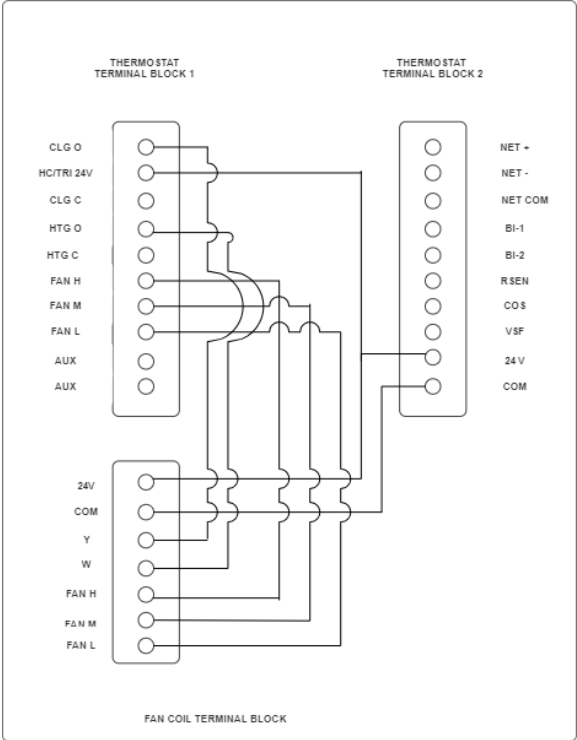 THERMOSTAT
TERMINAL BLOCK 1
THERMOSTAT
TERMINAL BLOCK 2
CLG O
HC/TRI 24V
CLG C
HTG O
HTG C
FAN H
FAN M
FAN L
AUX
AUX
NET +
NET -
NET COM
BI-1
BI-2
RSEN
COS
VSF
24 V
COM
24V
COM
Y
W
FAN H
FAN M
FAN L
FAN COIL TERMINAL BLOCK